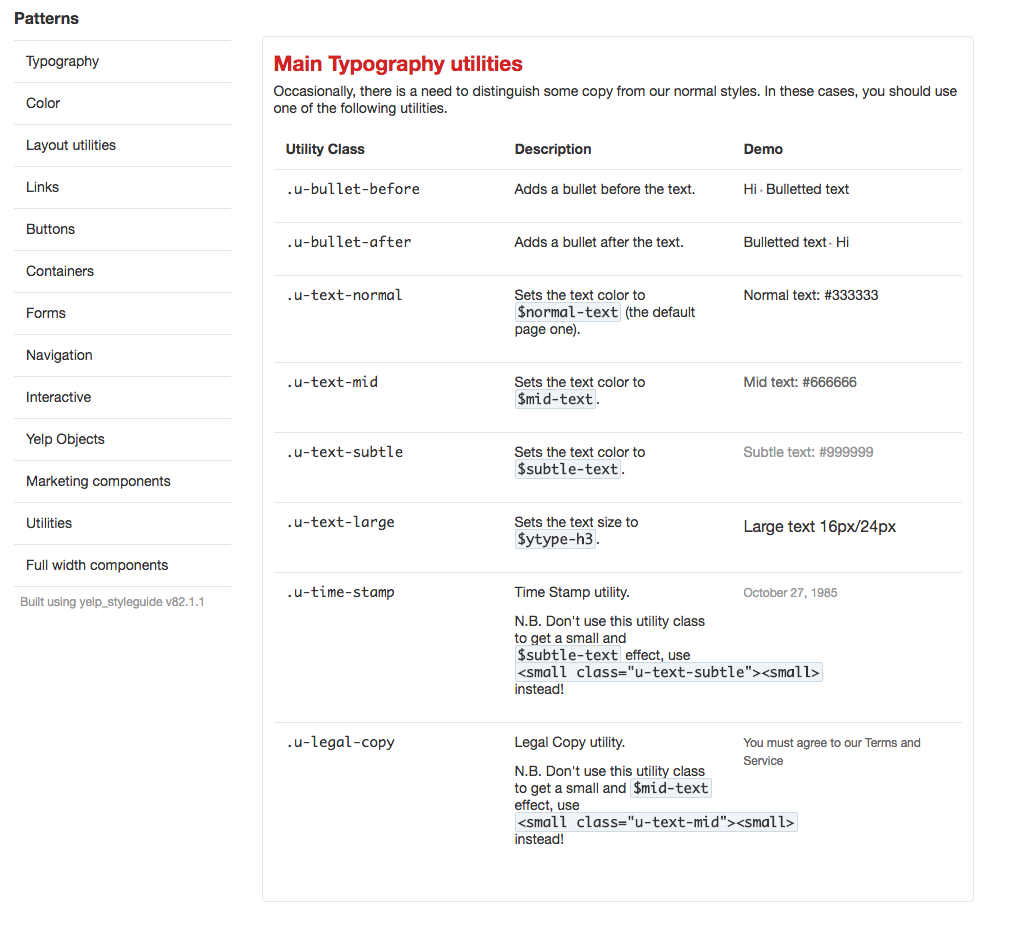 Patterns
Typography
Color
Layout utilities
Links
Buttons
Containers
Forms
Navigation
Interactive
Yelp Objects
Marketing components
Utilities
Full width components
Built using yelp_styleguide v82.1.1
Main Typography utilities
Occasionally, there is a need to distinguish some copy from our normal styles. In these cases, you should use
one of the following utilities.
Utility Class Description Demo
.u-bullet-before Adds a bullet before the text. Hi · Bulletted text
.u-bullet-after Adds a bullet after the text. Bulletted text · Hi
.u-text-normal Sets the text color to Normal text: #333333
$normal-text (the default
page one).
.u-text-mid Sets the text color to Mid text: #666666
$mid-text.
.u-text-subtle Sets the text color to Subtle text: #999999
$subtle-text.
.u-text-large Sets the text size to Large text 16px/24px
$ytype-h3.
.u-time-stamp Time Stamp utility. October 27, 1985
N.B. Don't use this utility class
to get a small and
$subtle-text effect, use
<small class="u-text-subtle"><small>
instead!
.u-legal-copy Legal Copy utility. You must agree to our Terms and
Service
N.B. Don't use this utility class
to get a small and $mid-text
effect, use
<small class="u-text-mid"><small>
instead!